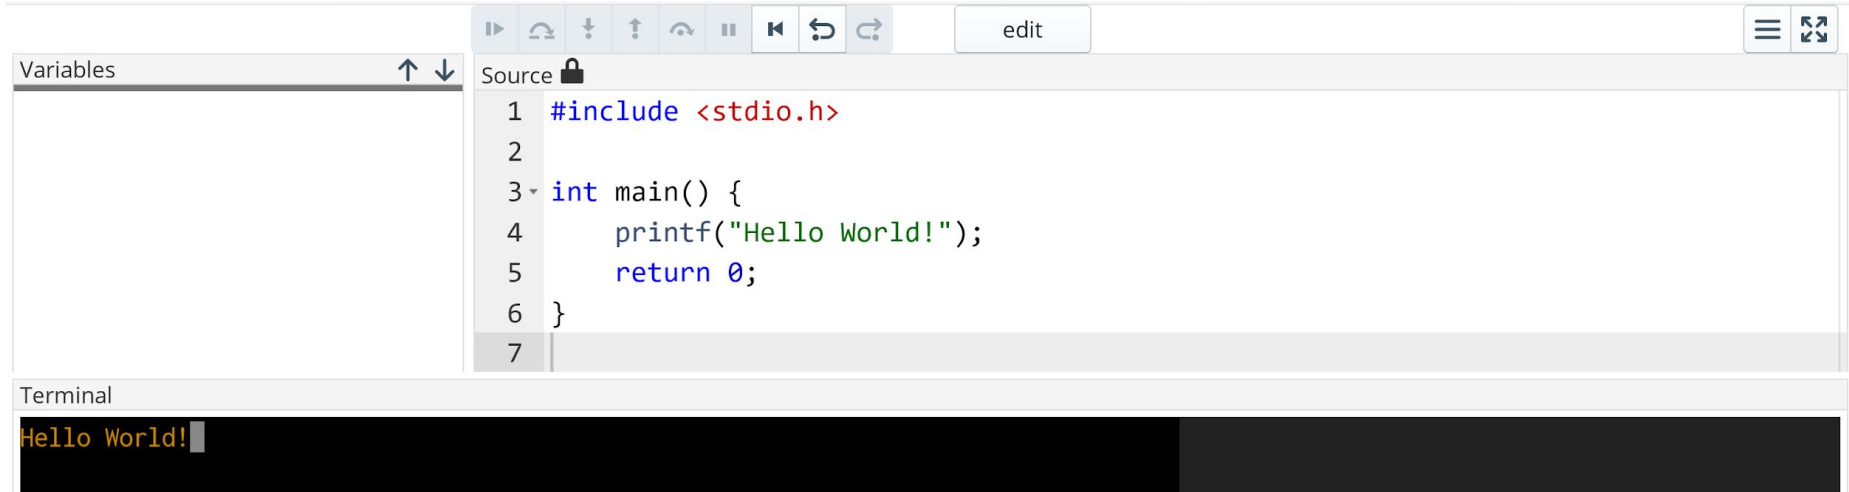 edit
Variables
Source
1 #include <stdio.h>
2
3 int main() {
4     printf("Hello World!");
5     return 0;
6 }
7
Terminal
Hello World!